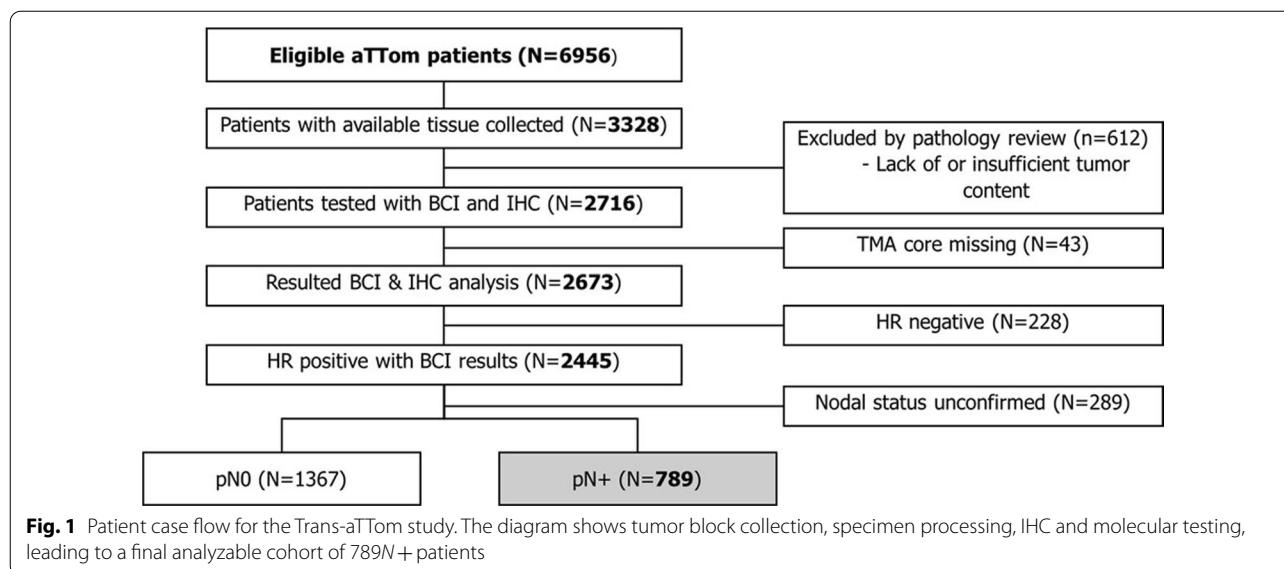 Eligible aTTom patients (N=6956)
Patients with available tissue collected (N=3328)
Excluded by pathology review (n=612)
- Lack of or insufficient tumor
content
Patients tested with BCI and IHC (N=2716)
TMA core missing (N=43)
Resulted BCI & IHC analysis (N=2673)
HR negative (N=228)
HR positive with BCI results (N=2445)
Nodal status unconfirmed (N=289)
pN0 (N=1367)
pN+ (N=789)
Fig. 1 Patient case flow for the Trans-aTTom study. The diagram shows tumor block collection, specimen processing, IHC and molecular testing,
leading to a final analyzable cohort of 789N+patients